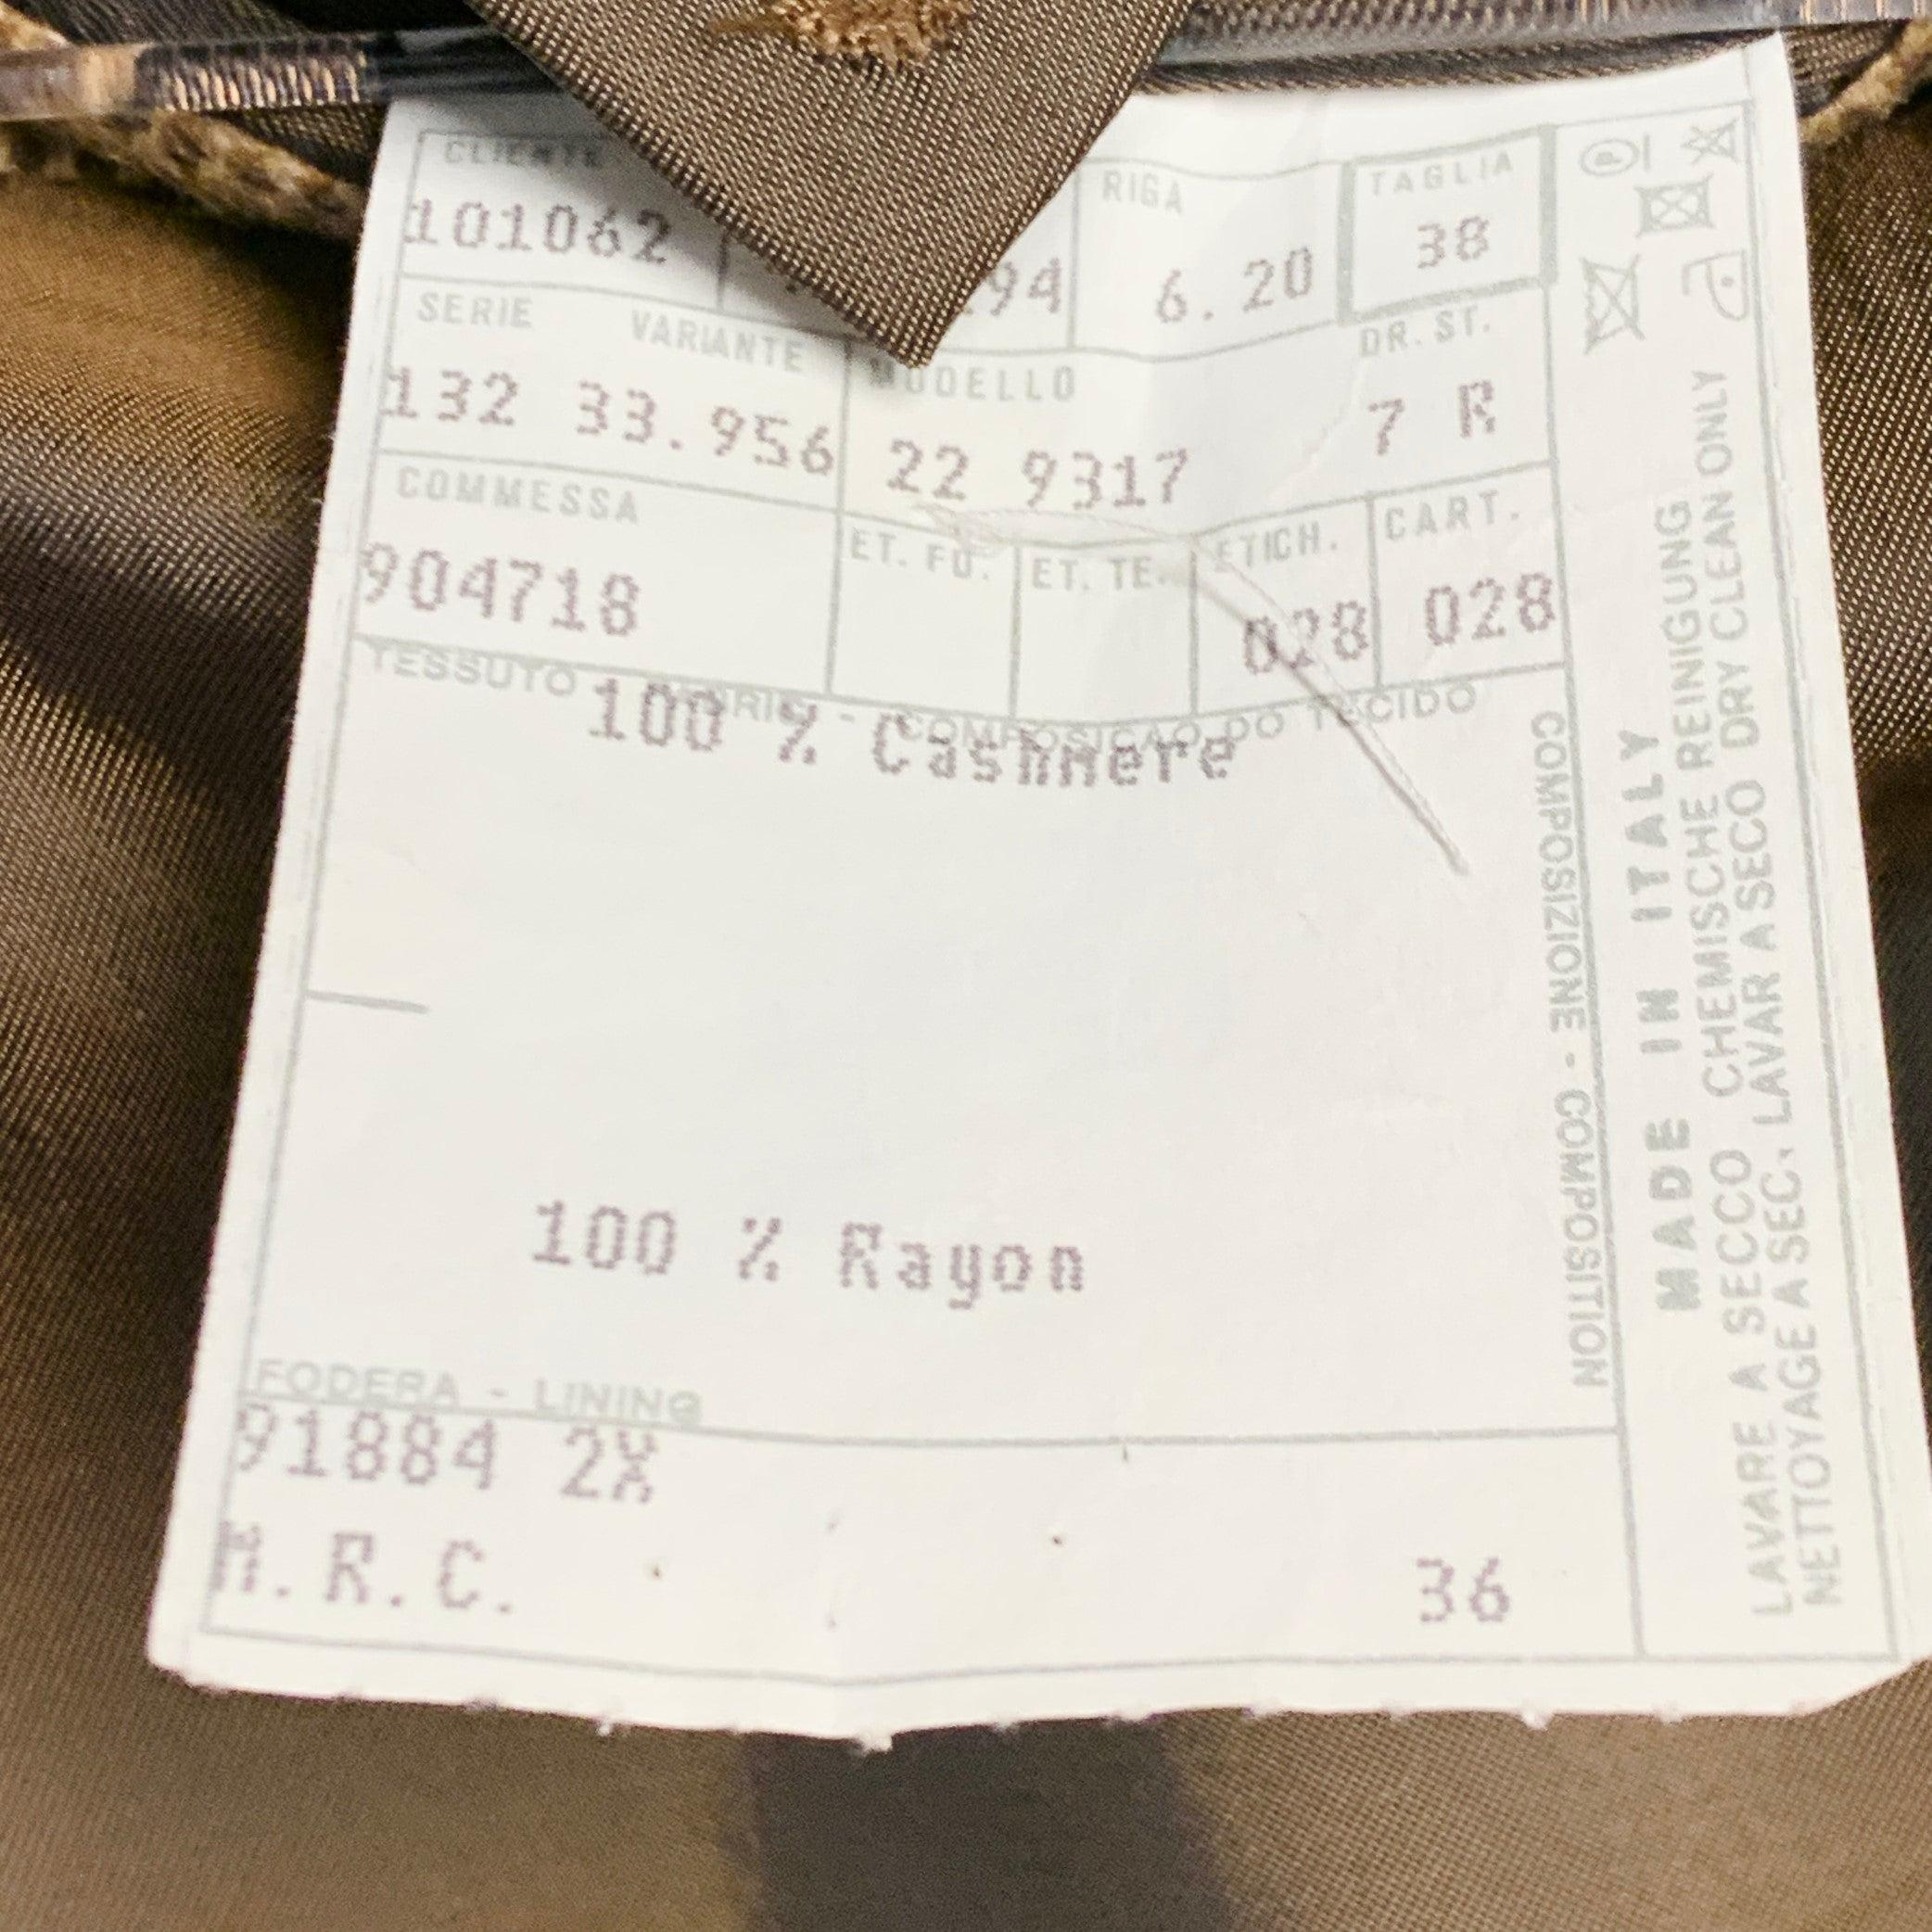 CLIENTE RIGA TAGLIA
101062 94 6.20 38
SERIE VARIANTE MODELLO DR. ST.
132 33.956 22 9317 7 R
COMMESSA ET. FO. ET. TE. ETICH. CART.
904718 028 028
TESSUTO - COMPOSICAO DO TECIDO
100 % Cashmere
COMPOSIZIONE - COMPOSITION
100 % Rayon
FODERA - LINING
91884 2X
M.R.C. 36
MADE IN ITALY
LAVARE A SECCO CHEMISCHE REINIGUNG
NETTOYAGE A SEC. LAVAR A SECO DRY CLEAN ONLY
P